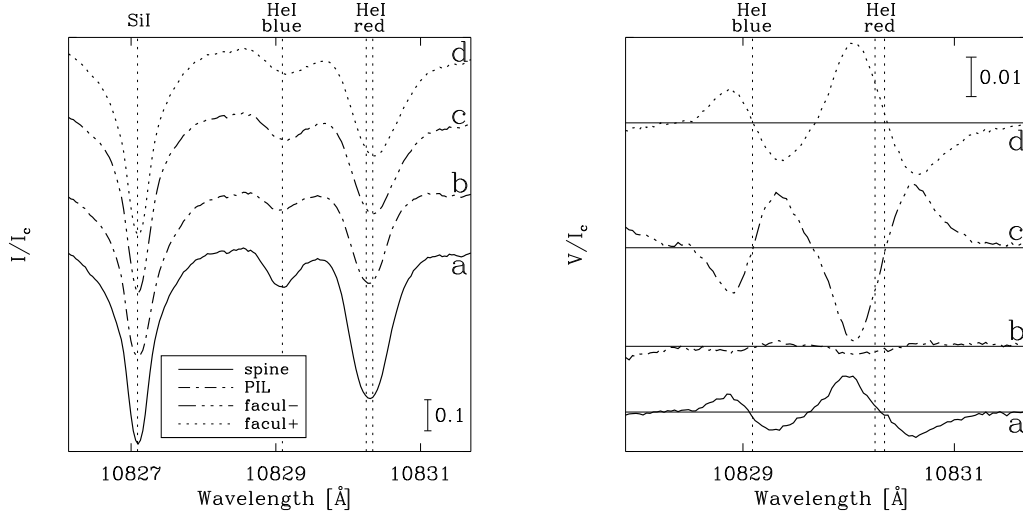 SiI
HeI
blue
HeI
red
d
c
b
a
I/Ic
spine
PIL
facul−
facul+
0.1
10827
10829
10831
Wavelength [Å]
HeI
blue
HeI
red
0.01
d
c
b
a
V/Ic
10829
10831
Wavelength [Å]